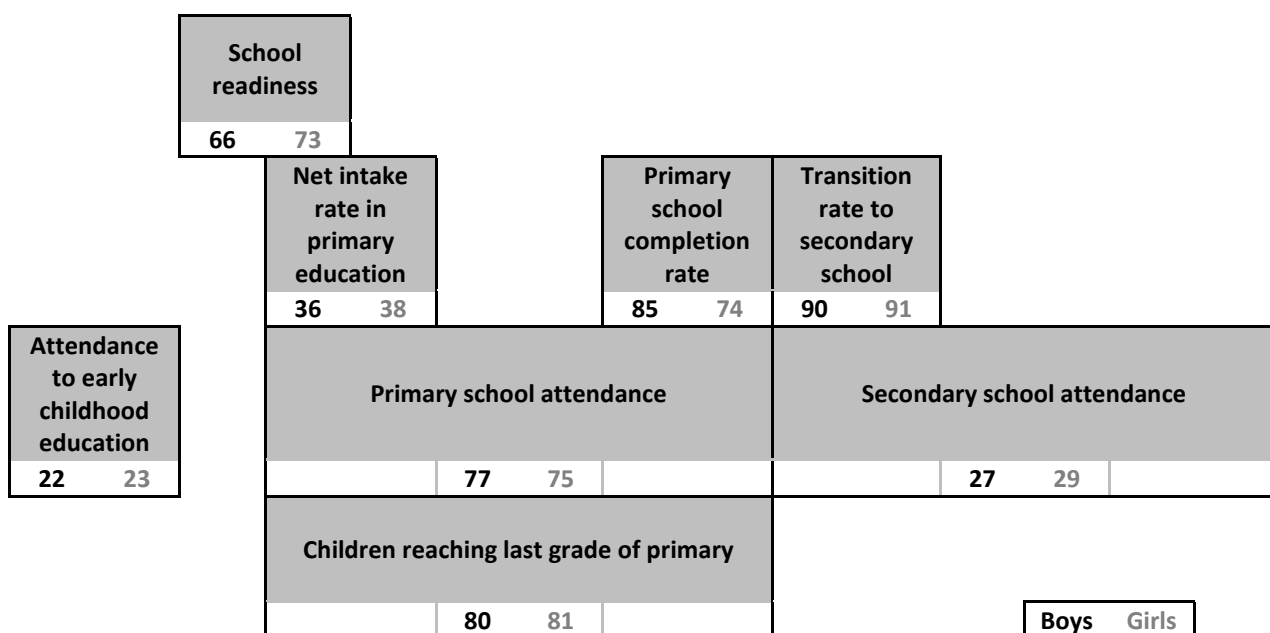 School
readiness
66 73
Net intake
rate in
primary
education
36 38
Primary
school
completion
rate
85 74
Transition
rate to
secondary
school
90 91
Attendance
to early
childhood
education
22 23
Primary school attendance
77 75
Secondary school attendance
27 29
Children reaching last grade of primary
80 81
Boys Girls